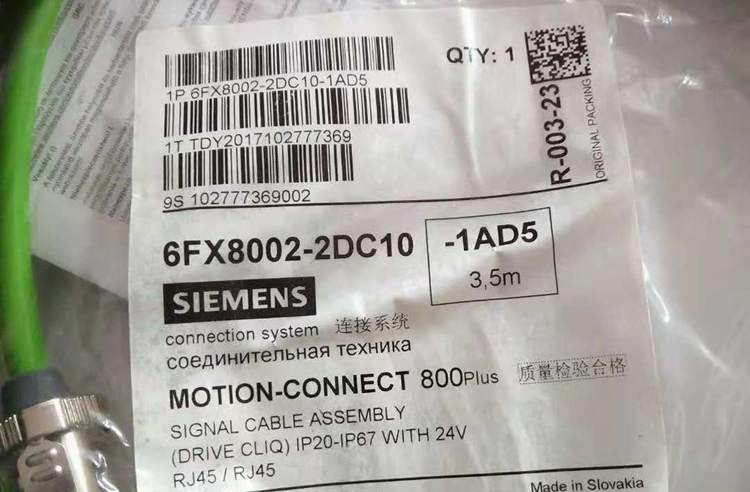 1P 6FX8002-2DC10-1AD5
QTY: 1
1T TDY2017102777369
9S 102777369002
R-003-23
ORIGINAL PACKING
6FX8002-2DC10
-1AD5
3,5m
SIEMENS
connection system 连接系统
соединительная техника
MOTION-CONNECT 800Plus
质量检验合格
SIGNAL CABLE ASSEMBLY
(DRIVE CLIQ) IP20-IP67 WITH 24V
RJ45 / RJ45
Made in Slovakia